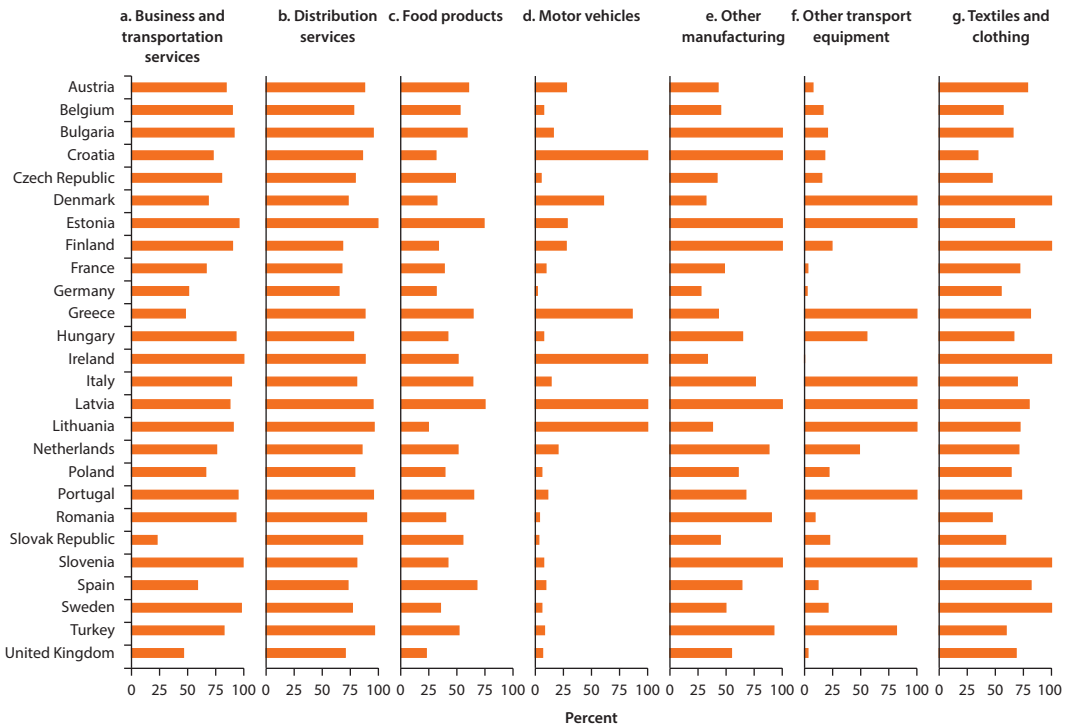 a. Business and
transportation
services
b. Distribution
services
c. Food products
d. Motor vehicles
e. Other
manufacturing
f. Other transport
equipment
g. Textiles and
clothing
Austria
Belgium
Bulgaria
Croatia
Czech Republic
Denmark
Estonia
Finland
France
Germany
Greece
Hungary
Ireland
Italy
Latvia
Lithuania
Netherlands
Poland
Portugal
Romania
Slovak Republic
Slovenia
Spain
Sweden
Turkey
United Kingdom
0 25 50 75 100 0 25 50 75 100 0 25 50 75 100 0 25 50 75 100 0 25 50 75 100 0 25 50 75 100 0 25 50 75 100
Percent